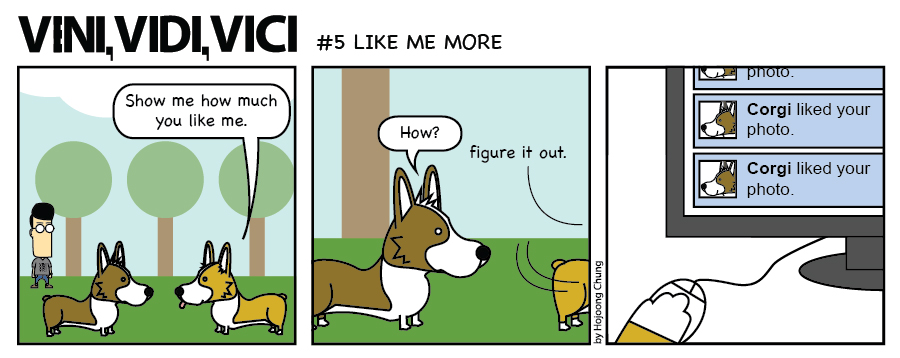 VINI,VIDI,VICI
#5 LIKE ME MORE
Show me how much
you like me.
How?
figure it out.
by Hojoong Chung
photo.
Corgi liked your
photo.
Corgi liked your
photo.